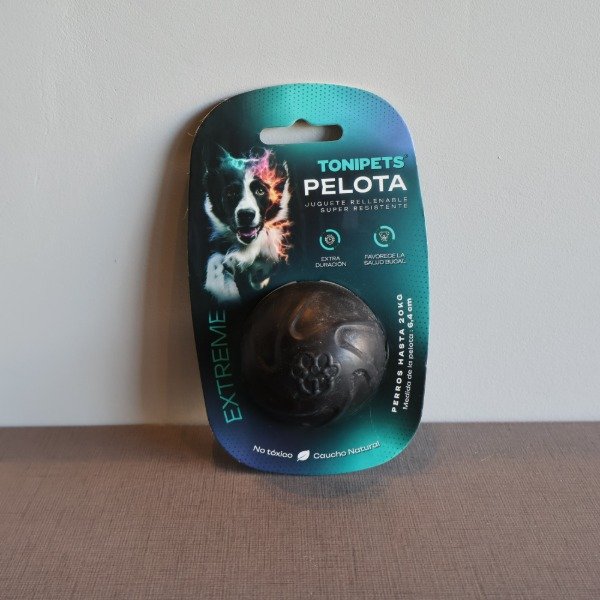 TONIPETS
PELOTA
JUGUETE RELLENABLE
SUPER RESISTENTE
EXTRA
DURACIÓN
FAVORECE LA
SALUD BUCAL
EXTREME
PERROS HASTA 20KG
Medida de la pelota: 6,4 cm
No tóxico
Caucho Natural